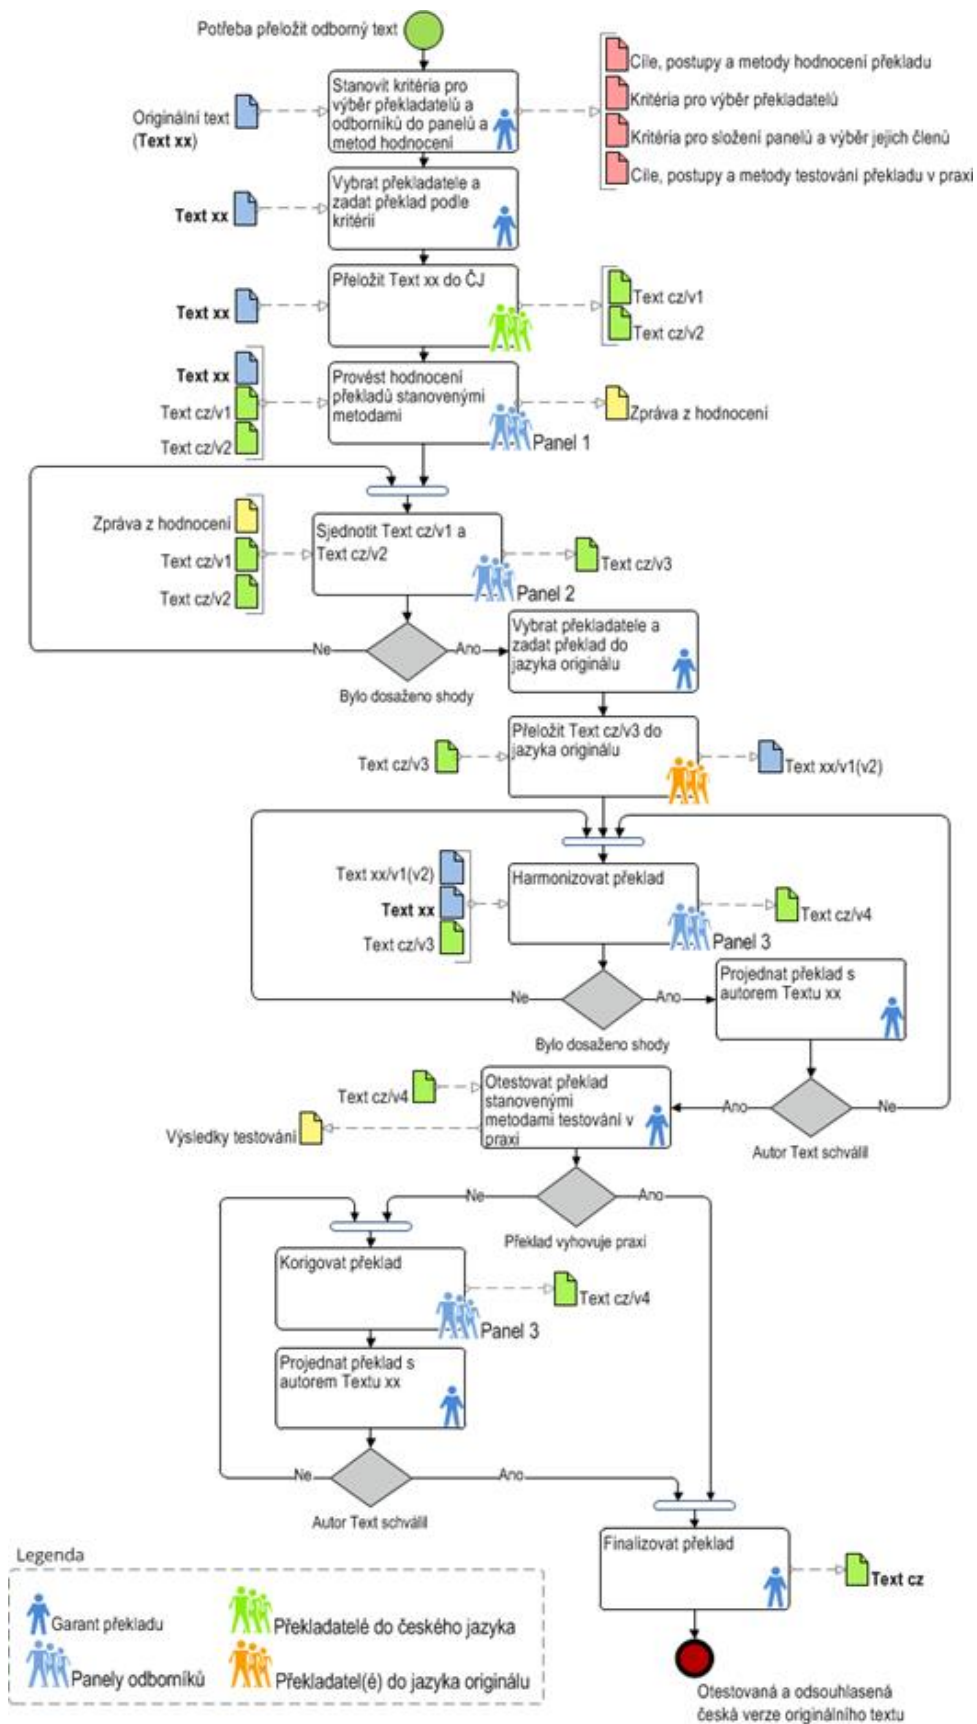 Potřeba přeložit odborný text
Stanovit kritéria pro
výběr překladatelů a
odborníků do panelů a
metod hodnocení
Originální text
(Text xx)
Cíle, postupy a metody hodnocení překladu
Kritéria pro výběr překladatelů
Kritéria pro složení panelů a výběr jejich členů
Cíle, postupy a metody testování překladu v praxi
Vybrat překladatele a
zadat překlad podle
kritérií
Text xx
Přeložit Text xx do ČJ
Text xx
Text cz/v1
Text cz/v2
Text xx
Text cz/v1
Text cz/v2
Provést hodnocení
překladů stanovenými
metodami
Panel 1
Zpráva z hodnocení
Zpráva z hodnocení
Text cz/v1
Text cz/v2
Sjednotit Text cz/v1 a
Text cz/v2
Panel 2
Text cz/v3
Ne
Ano
Bylo dosaženo shody
Vybrat překladatele a
zadat překlad do
jazyka originálu
Text cz/v3
Přeložit Text cz/v3 do
jazyka originálu
Text xx/v1(v2)
Text xx/v1(v2)
Text xx
Text cz/v3
Harmonizovat překlad
Panel 3
Text cz/v4
Ne
Ano
Bylo dosaženo shody
Projednat překlad s
autorem Textu xx
Ano
Ne
Autor Text schválil
Text cz/v4
Výsledky testování
Otestovat překlad
stanovenými
metodami testování v
praxi
Ne
Ano
Překlad vyhovuje praxi
Korigovat překlad
Panel 3
Text cz/v4
Projednat překlad s
autorem Textu xx
Ne
Ano
Autor Text schválil
Finalizovat překlad
Text cz
Otestovaná a odsouhlasená
česká verze originálního textu
Legenda
Garant překladu
Překladatelé do českého jazyka
Panely odborníků
Překladatel(é) do jazyka originálu